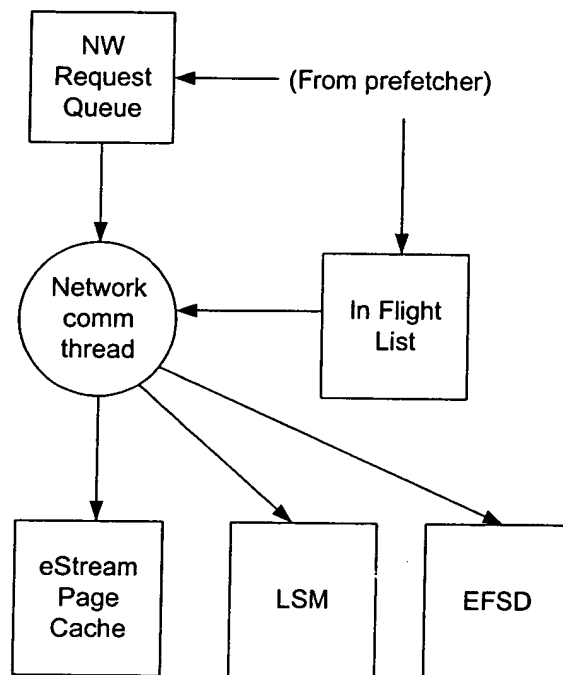 NW
Request
Queue
(From prefetcher)
Network
comm
thread
In Flight
List
eStream
Page
Cache
LSM
EFSD